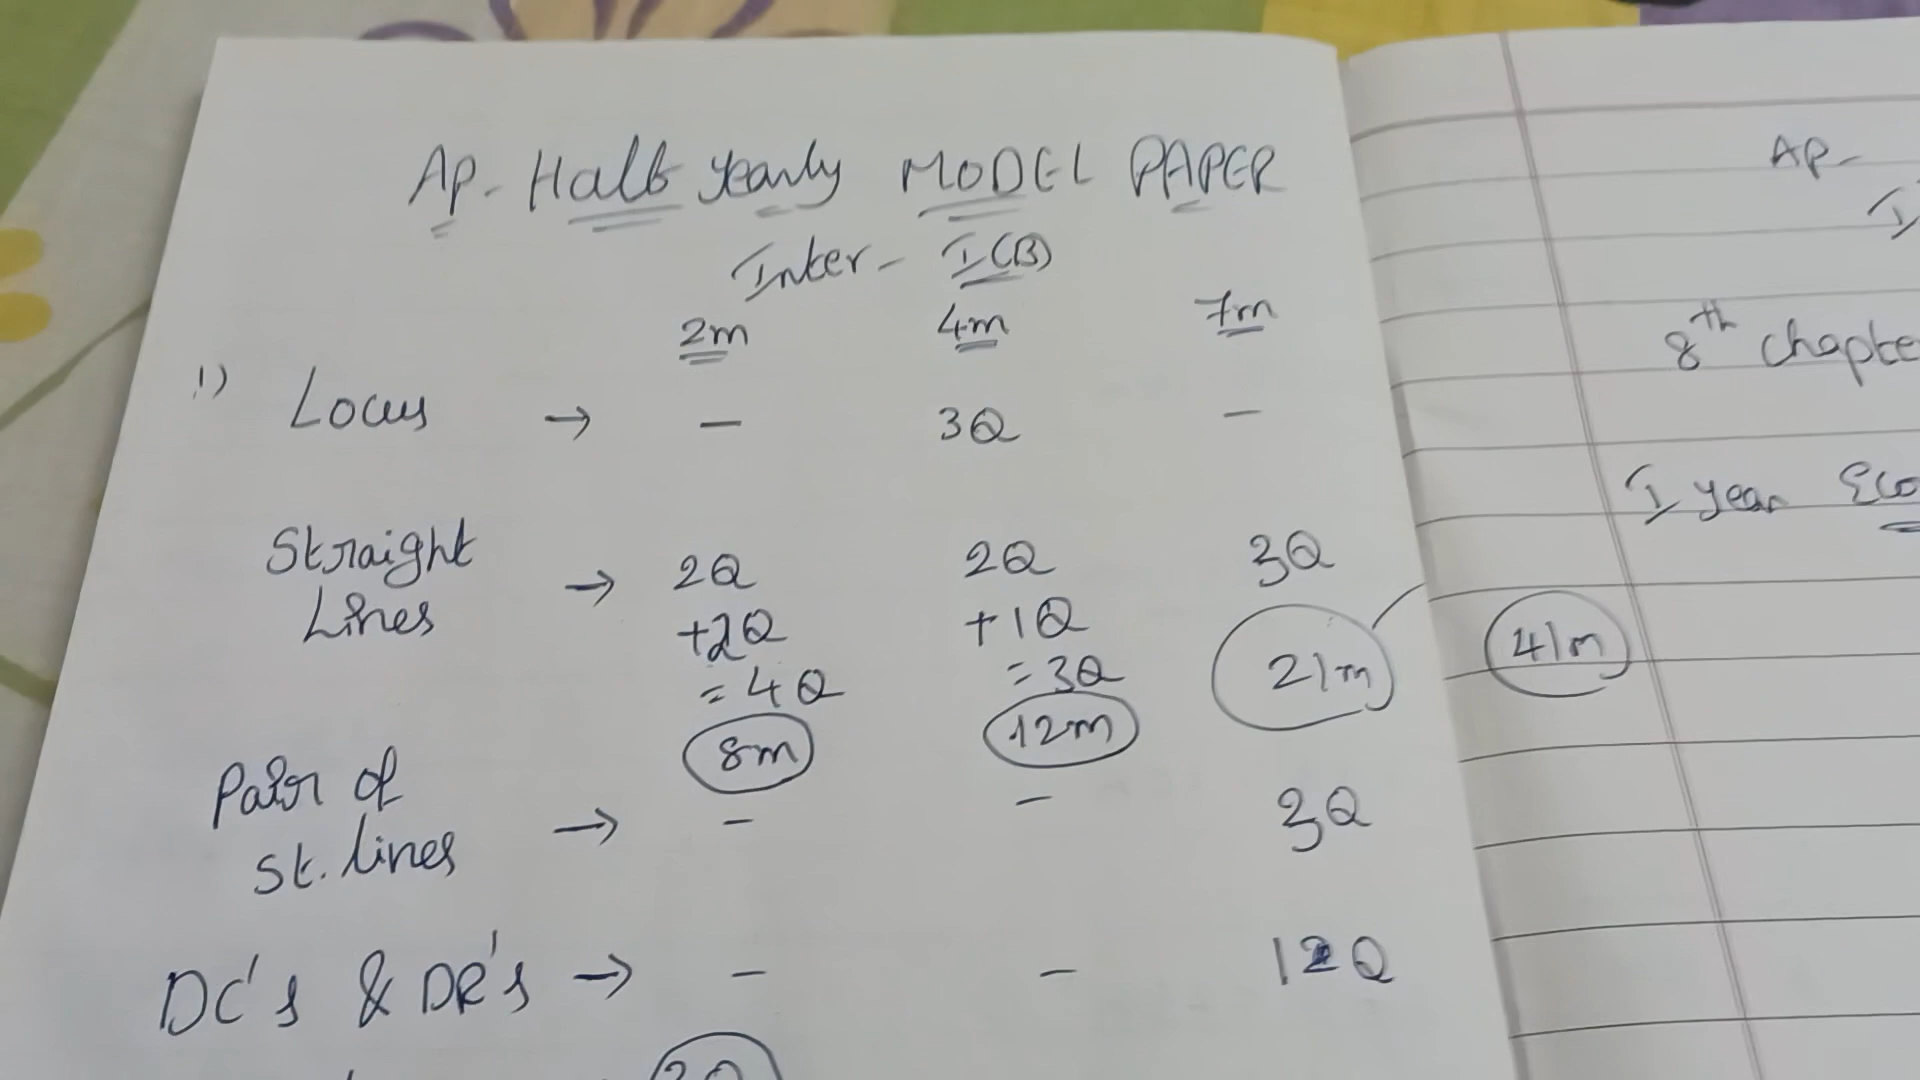 AP- Half yearly MODEL PAPER
Inter - I(B)
2m 4m 7m
1) Locus → - 3Q -
Straight Lines → 2Q 2Q 3Q
+2Q +1Q
= 4Q = 3Q 21m 41m
8m 12m
Pair of St. lines → - - 3Q
DC's & DR's → - - 1 Q
AP-
I
8th chapte
I year Eco